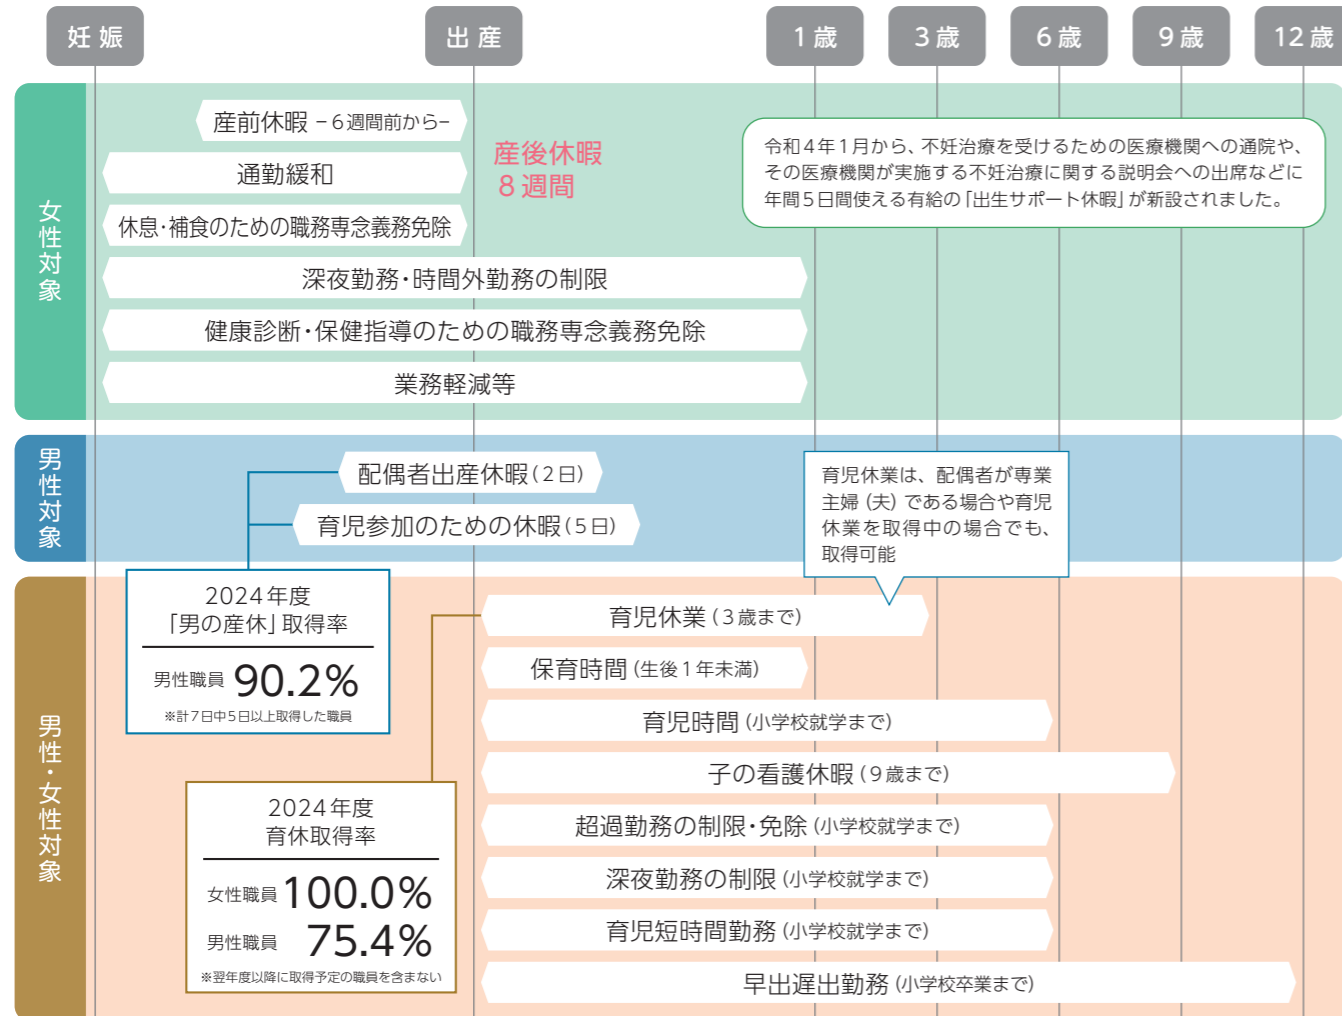 妊娠
出産
1歳
3歳
6歳
9歳
12歳
女性対象
産前休暇 −6週間前から−
通勤緩和
休息・補食のための職務専念義務免除
深夜勤務・時間外勤務の制限
健康診断・保健指導のための職務専念義務免除
業務軽減等
産後休暇
8週間
令和4年1月から、不妊治療を受けるための医療機関への通院や、
その医療機関が実施する不妊治療に関する説明会への出席などに
年間5日間使える有給の「出生サポート休暇」が新設されました。
男性対象
配偶者出産休暇(2日)
育児参加のための休暇(5日)
育児休業は、配偶者が専業
主婦(夫)である場合や育児
休業を取得中の場合でも、
取得可能
2024年度
「男の産休」取得率
男性職員 90.2%
※計7日中5日以上取得した職員
男性・女性対象
育児休業(3歳まで)
保育時間(生後1年未満)
育児時間(小学校就学まで)
子の看護休暇(9歳まで)
超過勤務の制限・免除(小学校就学まで)
深夜勤務の制限(小学校就学まで)
育児短時間勤務(小学校就学まで)
早出遅出勤務(小学校卒業まで)
2024年度
育休取得率
女性職員 100.0%
男性職員 75.4%
※翌年度以降に取得予定の職員を含まない